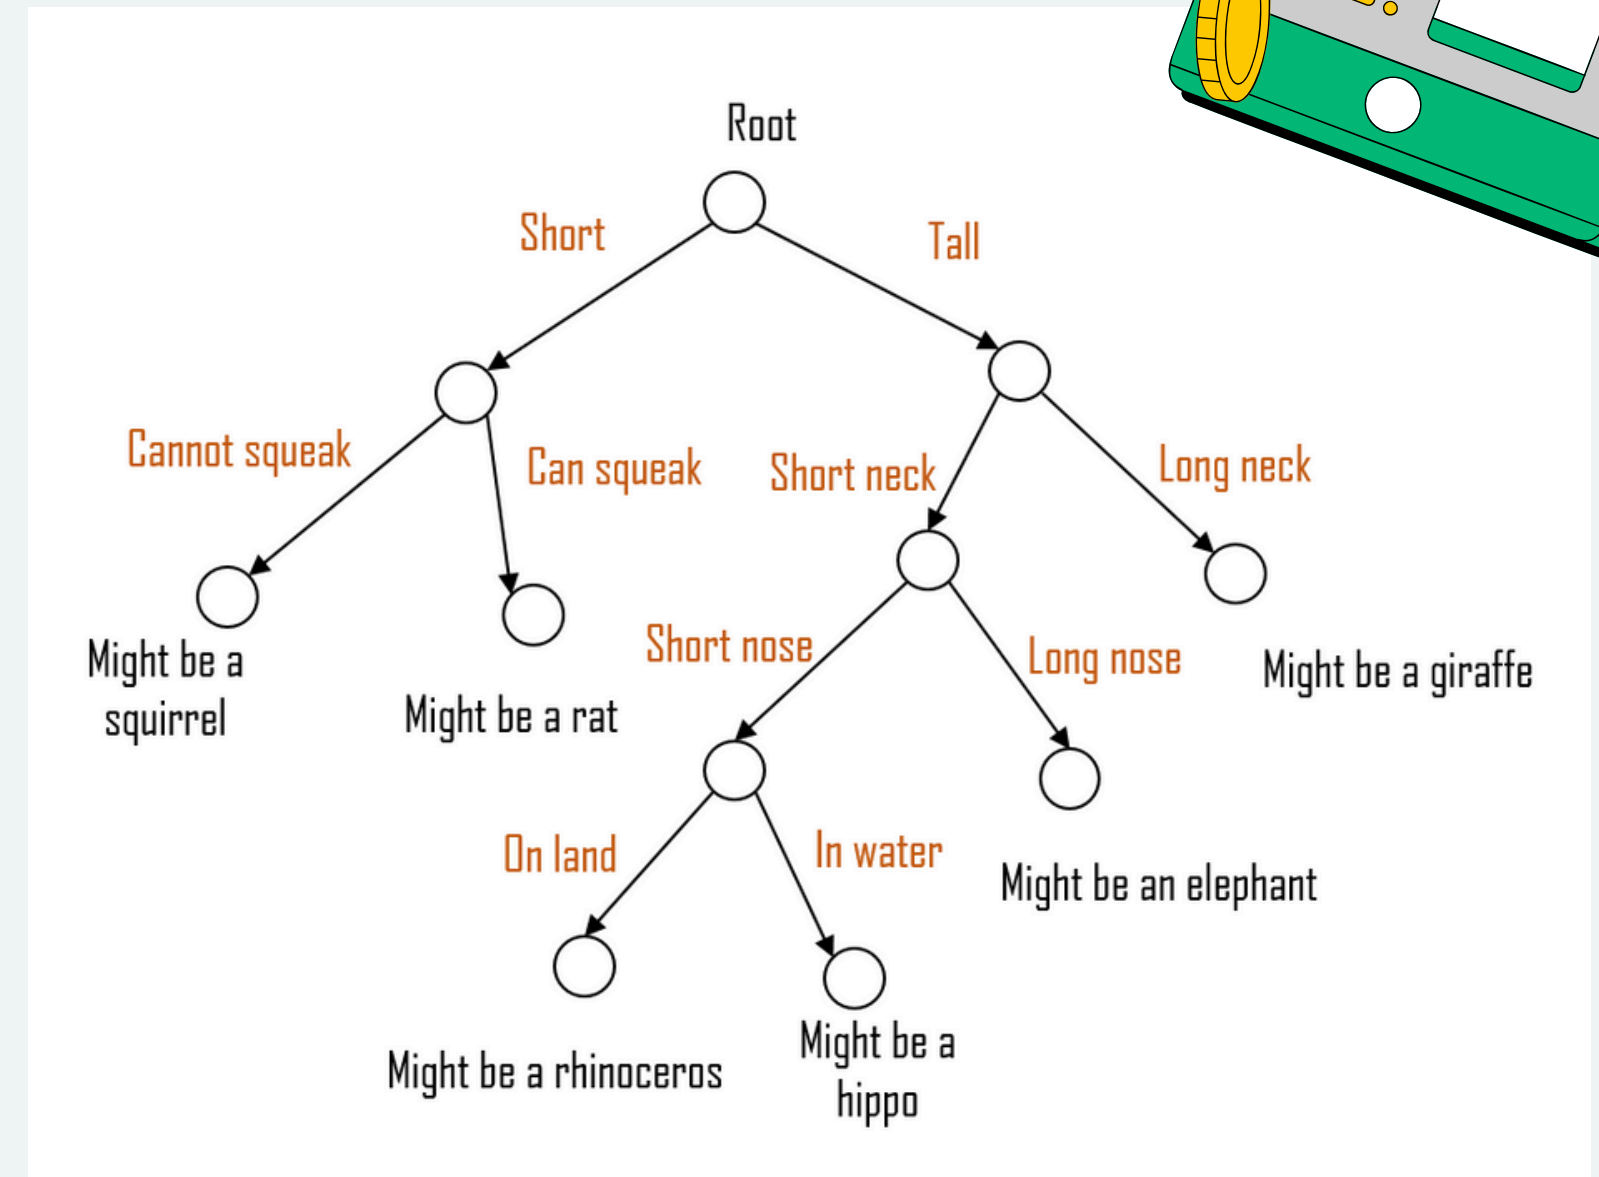 Root
Short
Tall
Cannot squeak
Can squeak
Short neck
Long neck
Might be a
squirrel
Might be a rat
Short nose
Long nose
Might be a giraffe
On land
In water
Might be an elephant
Might be a rhinoceros
Might be a
hippo